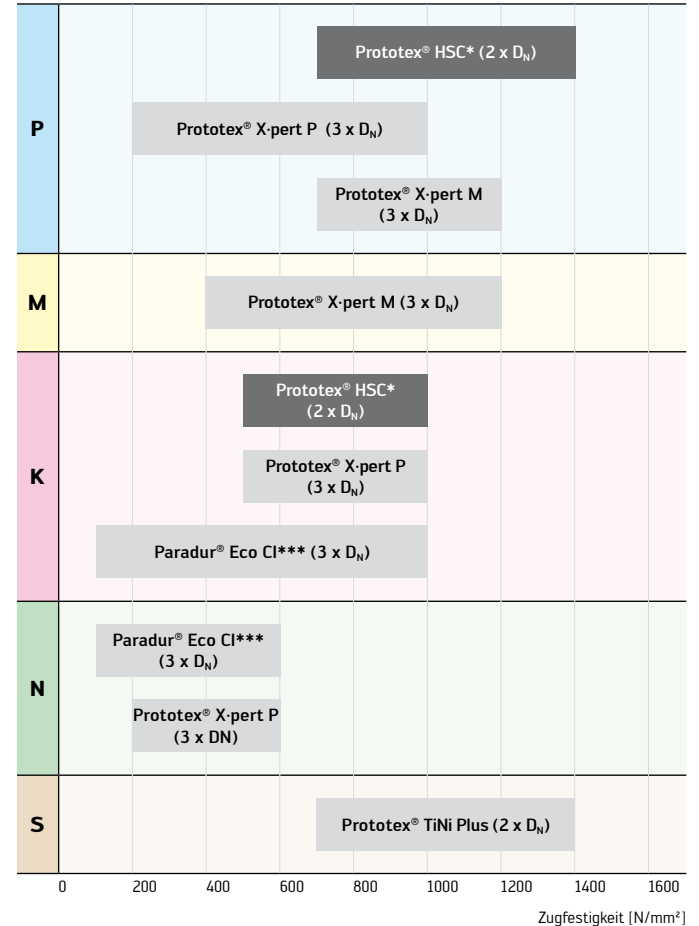 P
Prototex® HSC* (2 x DN)
Prototex® X·pert P (3 x DN)
Prototex® X·pert M
(3 x DN)
M
Prototex® X·pert M (3 x DN)
K
Prototex® HSC*
(2 x DN)
Prototex® X·pert P
(3 x DN)
Paradur® Eco CI*** (3 x DN)
N
Paradur® Eco CI***
(3 x DN)
Prototex® X·pert P
(3 x DN)
S
Prototex® TiNi Plus (2 x DN)
0 200 400 600 800 1000 1200 1400 1600
Zugfestigkeit [N/mm²]